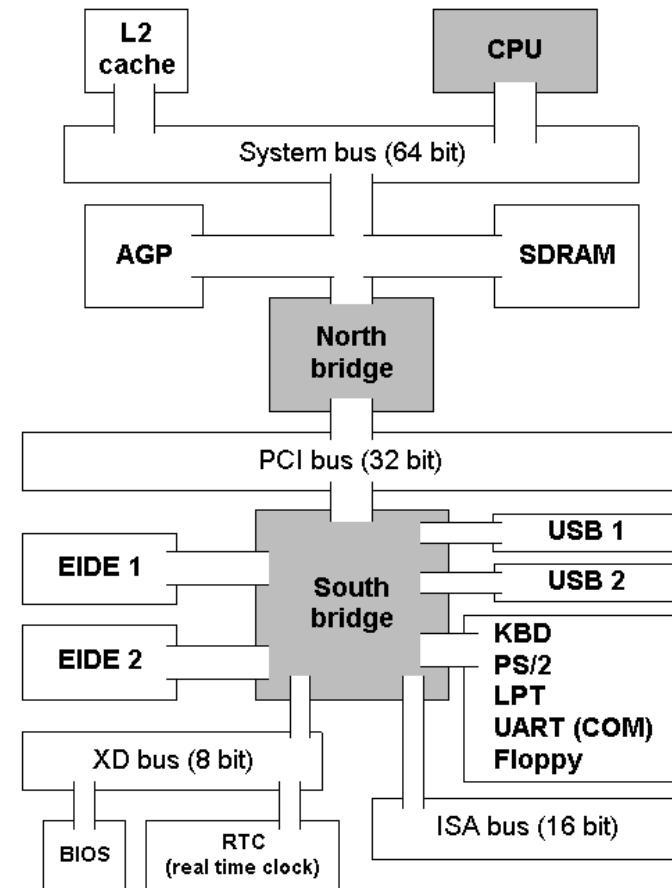 L2
cache
CPU
System bus (64 bit)
AGP
SDRAM
North
bridge
PCI bus (32 bit)
EIDE 1
South
bridge
USB 1
USB 2
EIDE 2
KBD
PS/2
LPT
UART (COM)
Floppy
XD bus (8 bit)
ISA bus (16 bit)
BIOS
RTC
(real time clock)